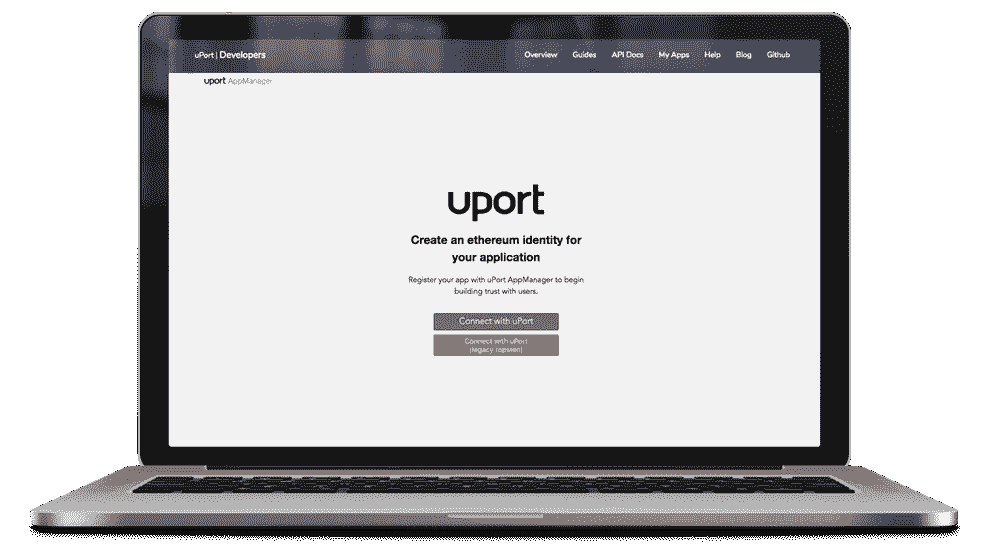 uPort | Developers Overview Guides API Docs My Apps Help Blog Github
uport AppManager
uport
Create an ethereum identity for
your application
Register your app with uPort AppManager to begin
building trust with users.
Connect with uPort
Connect with uPort
(legacy ropsten)